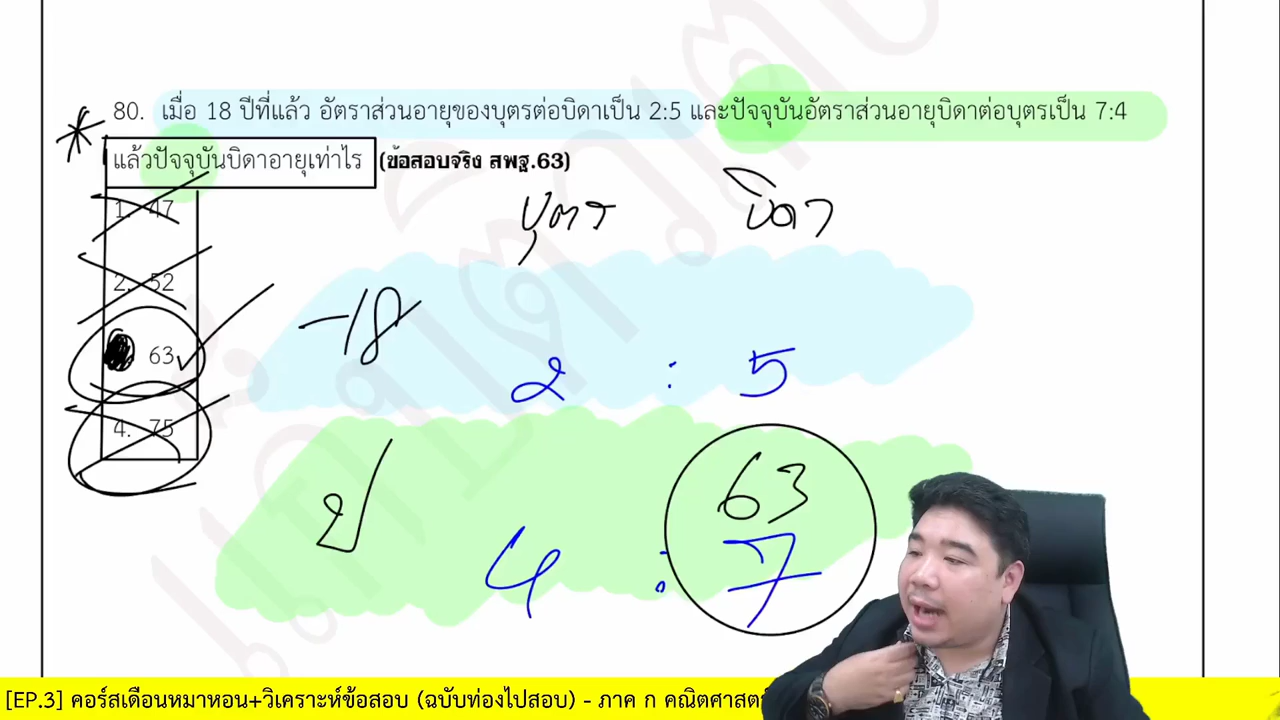 80. เมื่อ 18 ปีที่แล้ว อัตราส่วนอายุของบุตรต่อบิดาเป็น 2:5 และปัจจุบันอัตราส่วนอายุบิดาต่อบุตรเป็น 7:4
แล้วปัจจุบันบิดาอายุเท่าไร (ข้อสอบจริง สพฐ.63)
1. 47
2. 52
63
4. 75
บุตร บิดา
-18
2 : 5
63
ป 4 : 7
[EP.3] คอร์สเดือนหมาหอน+วิเคราะห์ข้อสอบ (ฉบับท่องไปสอบ) - ภาค ก คณิตศาสต